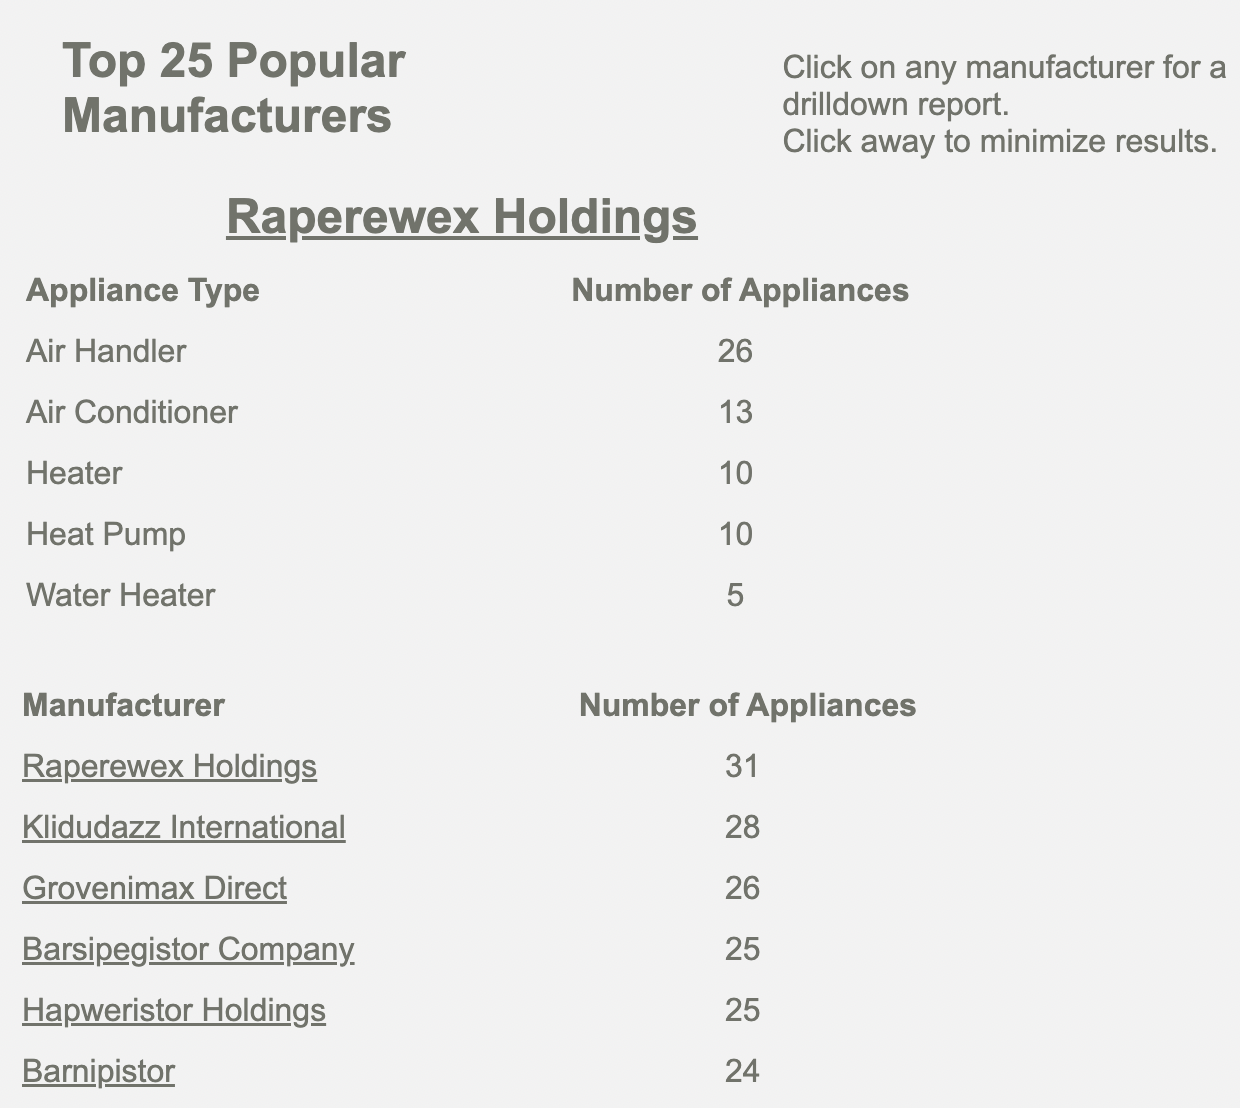 Top 25 Popular
Manufacturers
Click on any manufacturer for a
drilldown report.
Click away to minimize results.
Raperewex Holdings
Appliance Type Number of Appliances
Air Handler 26
Air Conditioner 13
Heater 10
Heat Pump 10
Water Heater 5
Manufacturer Number of Appliances
Raperewex Holdings 31
Klidudazz International 28
Grovenimax Direct 26
Barsipegistor Company 25
Hapweristor Holdings 25
Barnipistor 24